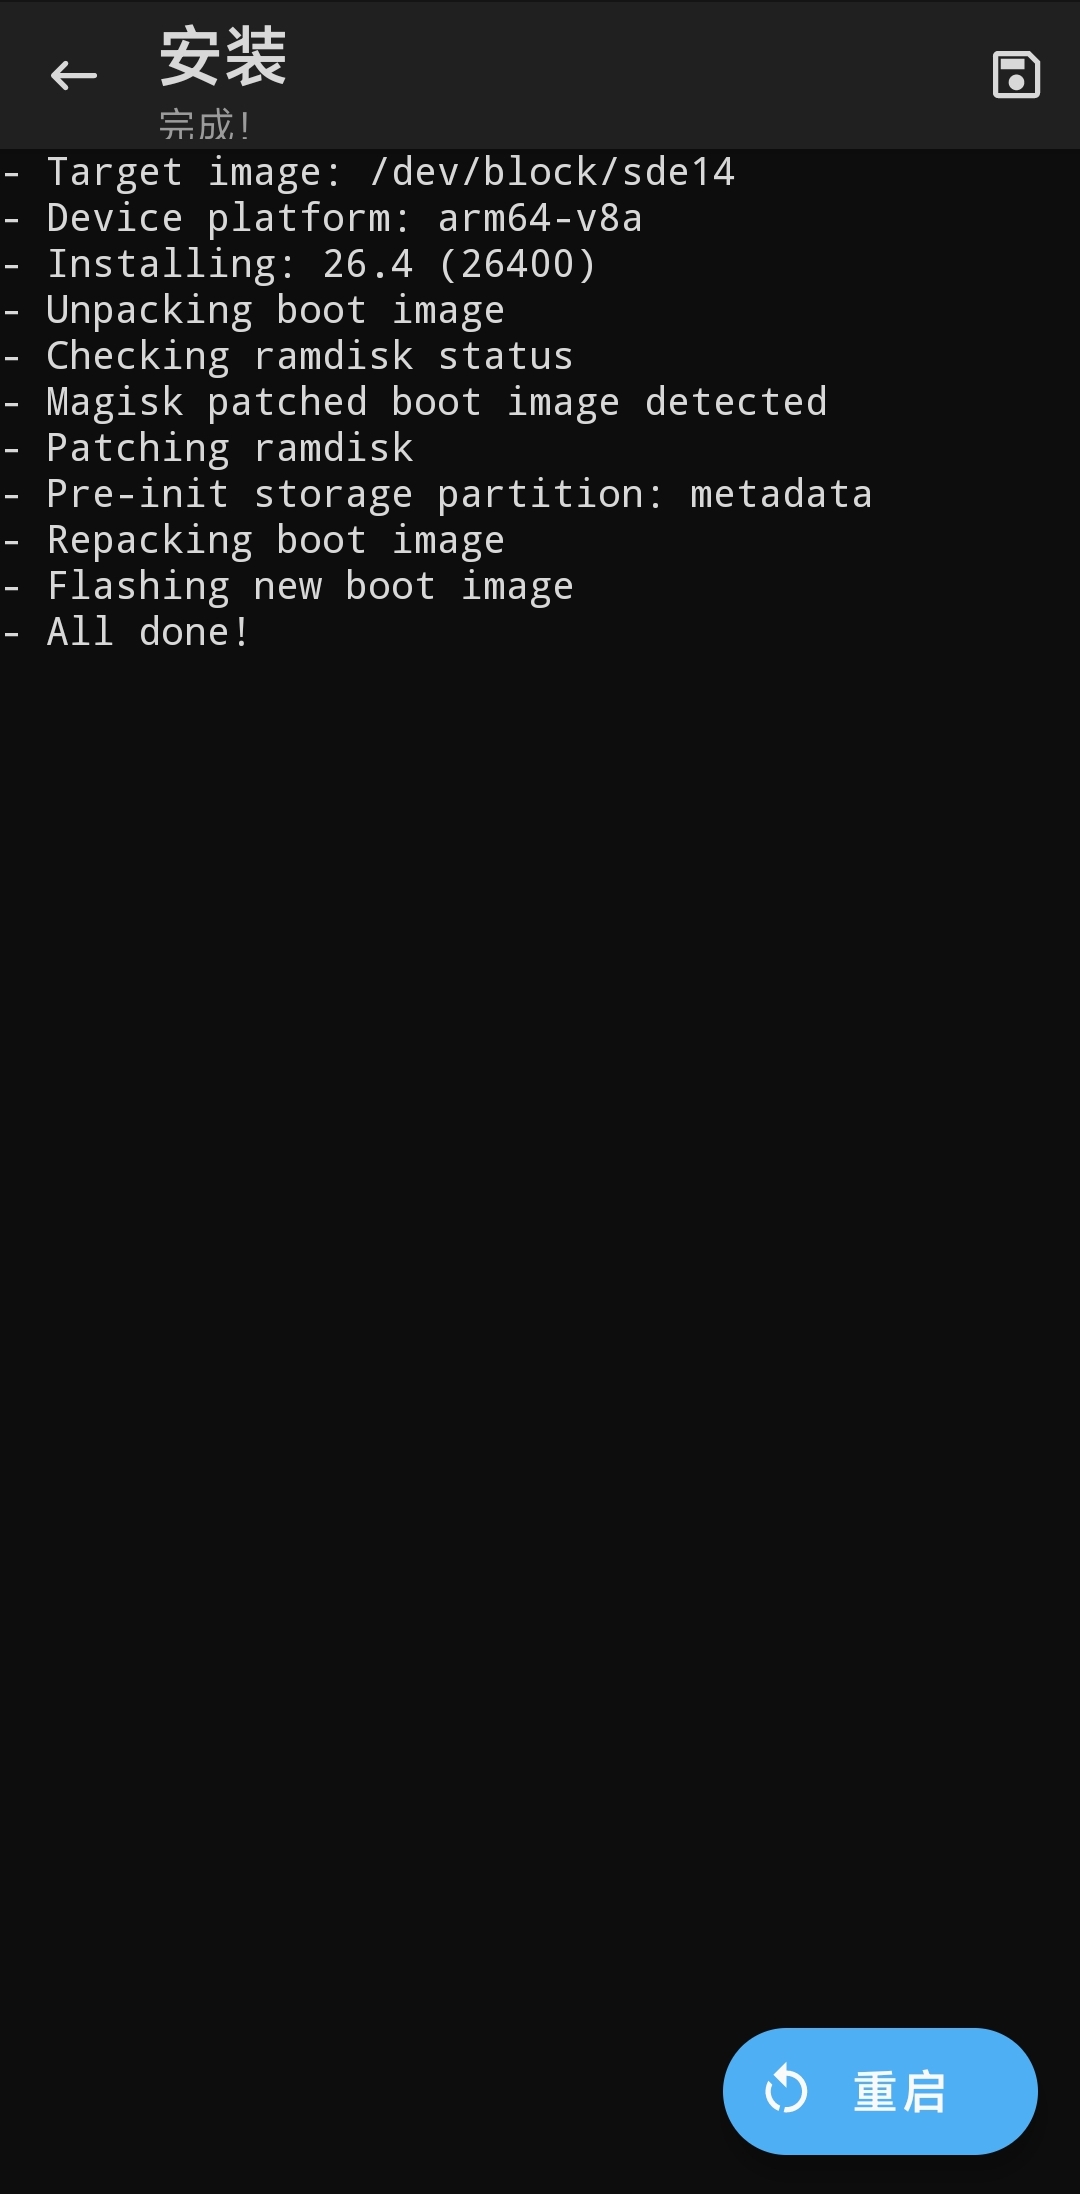 安装
完成！
- Target image: /dev/block/sde14
- Device platform: arm64-v8a
- Installing: 26.4 (26400)
- Unpacking boot image
- Checking ramdisk status
- Magisk patched boot image detected
- Patching ramdisk
- Pre-init storage partition: metadata
- Repacking boot image
- Flashing new boot image
- All done!
重启